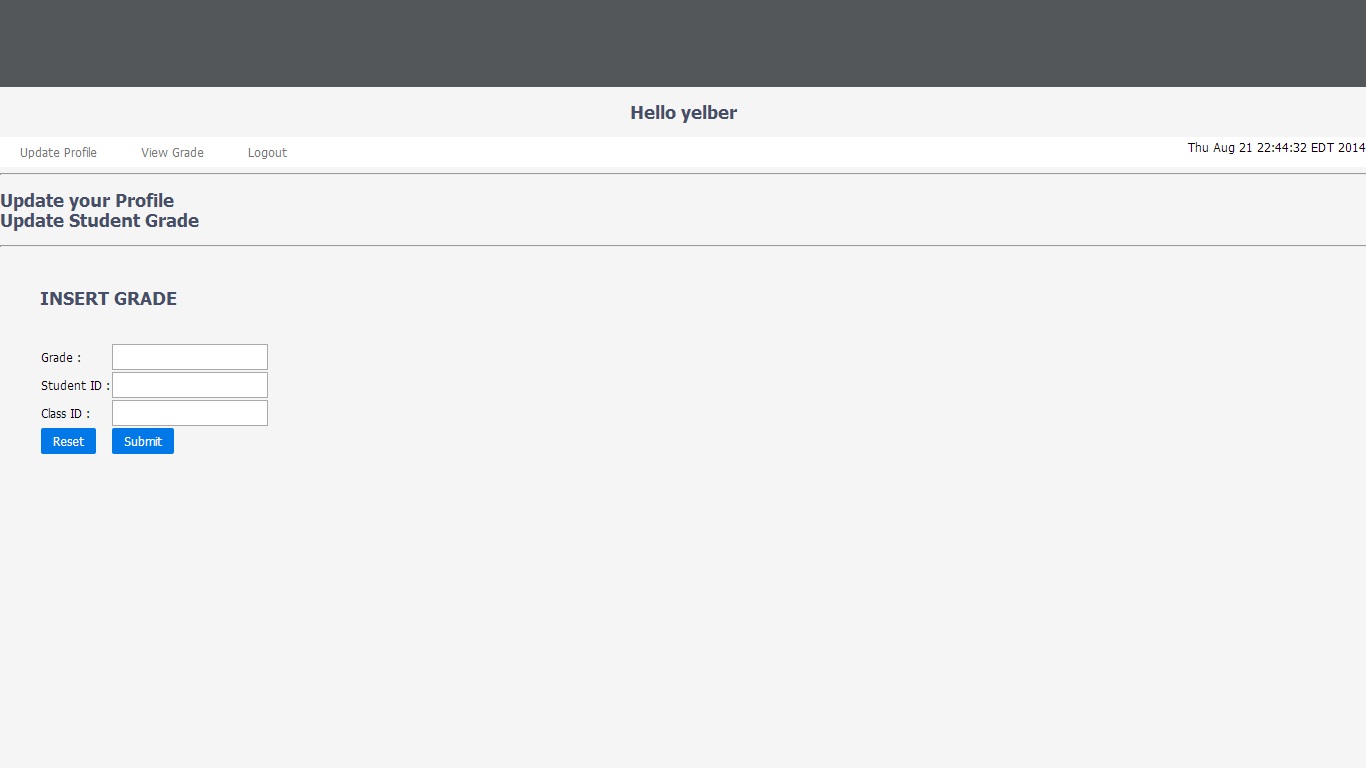 Hello yelber
Update Profile View Grade Logout Thu Aug 21 22:44:32 EDT 2014
Update your Profile
Update Student Grade
INSERT GRADE
Grade :
Student ID :
Class ID :
Reset Submit